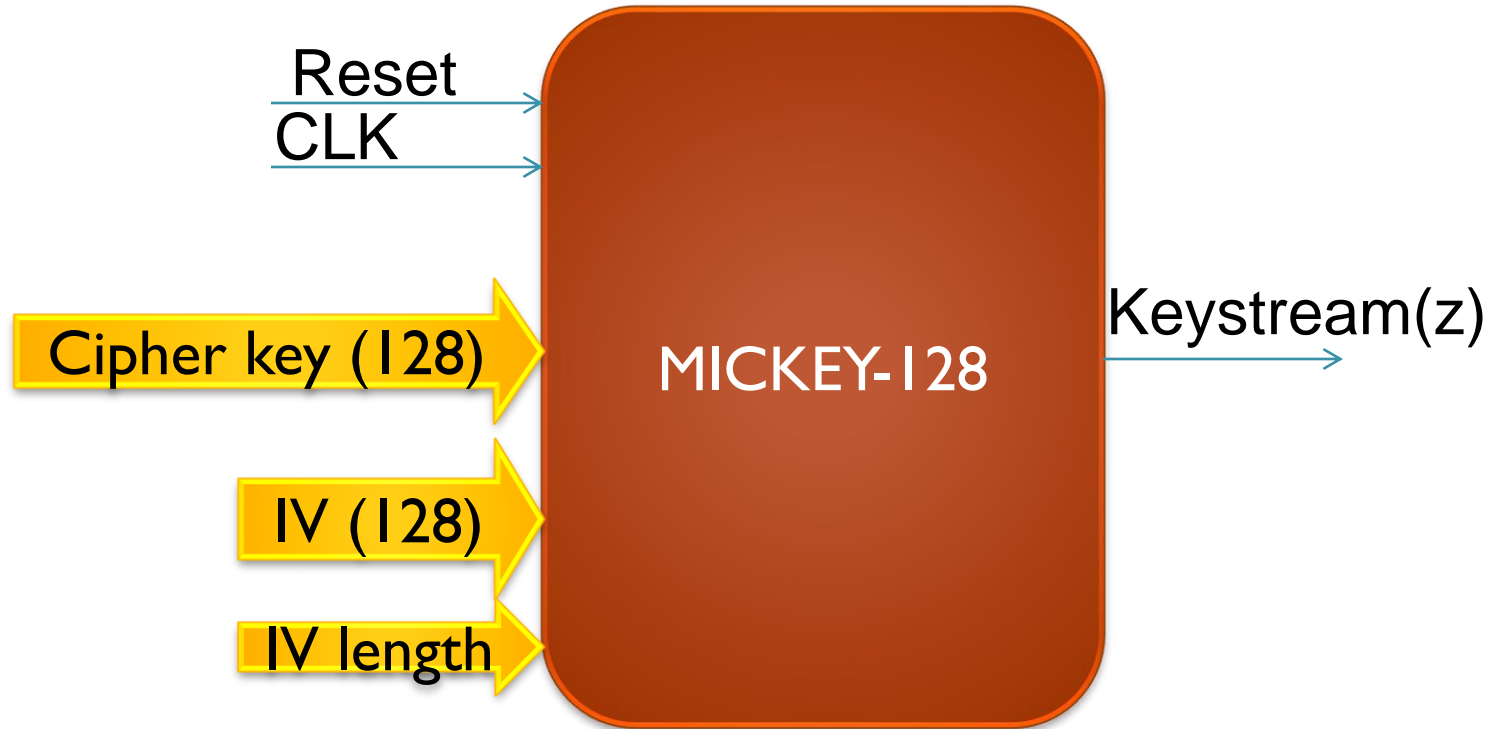 Reset
CLK
Cipher key (128)
IV (128)
IV length
MICKEY-128
Keystream(z)